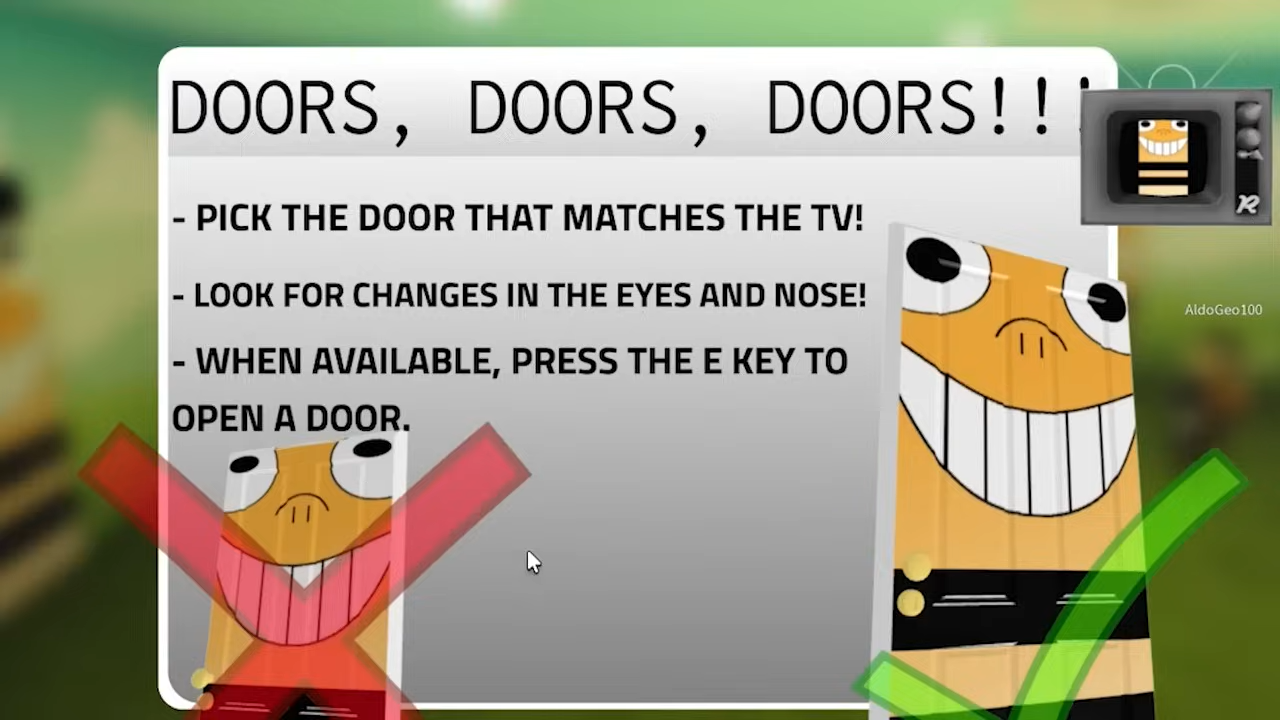 DOORS, DOORS, DOORS!!!
- PICK THE DOOR THAT MATCHES THE TV!
- LOOK FOR CHANGES IN THE EYES AND NOSE!
- WHEN AVAILABLE, PRESS THE E KEY TO
OPEN A DOOR.
R
AldoGeo100